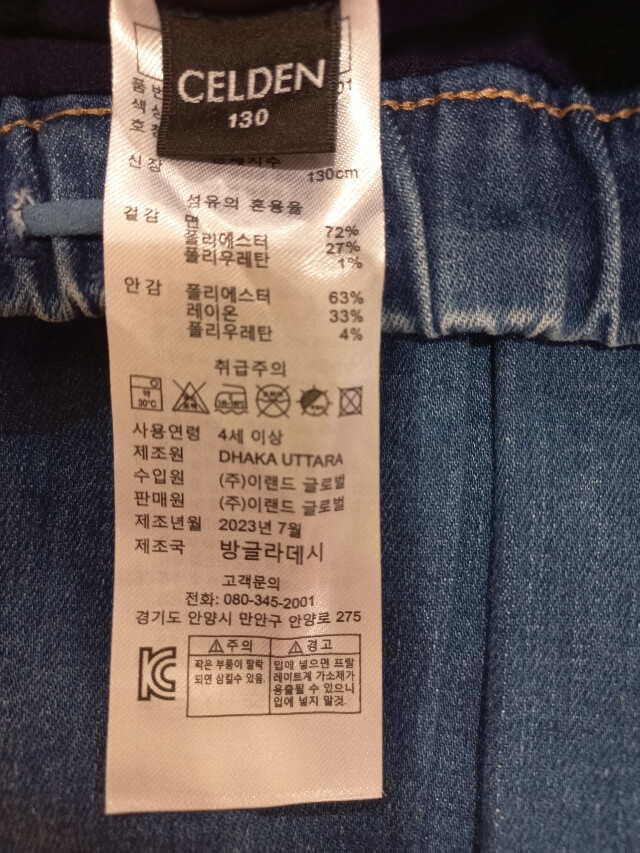 CELDEN
130
품번
색상
호칭
신장
130cm
섬유의 혼용율
겉감 면 72%
폴리에스터 27%
폴리우레탄 1%
안감 폴리에스터 63%
레이온 33%
폴리우레탄 4%
취급주의
약
30℃
사용연령 4세 이상
제조원 DHAKA UTTARA
수입원 (주)이랜드 글로벌
판매원 (주)이랜드 글로벌
제조년월 2023년 7월
제조국 방글라데시
고객문의
전화: 080-345-2001
경기도 안양시 만안구 안양로 275
주의
작은 부품이 탈락
되면 삼킬수 있음.
경고
입에 넣으면 프탈
레이트계 가소제가
용출될 수 있으니
입에 넣지 말것.